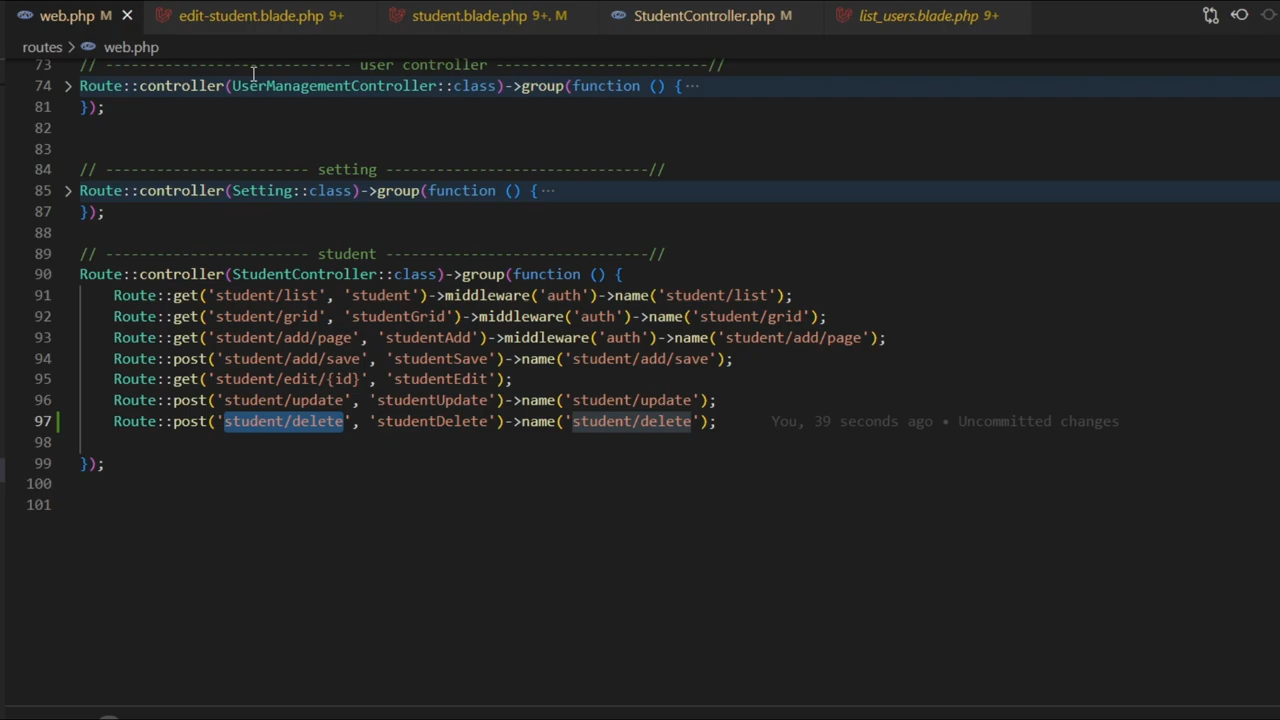 web.php M × edit-student.blade.php 9+ student.blade.php 9+, M StudentController.php M list_users.blade.php 9+
routes > web.php
73 // ----------------------------- user controller -------------------------//
74 Route::controller(UserManagementController::class)->group(function () {···
81 });
82
83
84 // ------------------------ setting -------------------------------//
85 Route::controller(Setting::class)->group(function () {···
87 });
88
89 // ------------------------ student -------------------------------//
90 Route::controller(StudentController::class)->group(function () {
91 Route::get('student/list', 'student')->middleware('auth')->name('student/list');
92 Route::get('student/grid', 'studentGrid')->middleware('auth')->name('student/grid');
93 Route::get('student/add/page', 'studentAdd')->middleware('auth')->name('student/add/page');
94 Route::post('student/add/save', 'studentSave')->name('student/add/save');
95 Route::get('student/edit/{id}', 'studentEdit');
96 Route::post('student/update', 'studentUpdate')->name('student/update');
97 Route::post('student/delete', 'studentDelete')->name('student/delete'); You, 39 seconds ago • Uncommitted changes
98
99 });
100
101